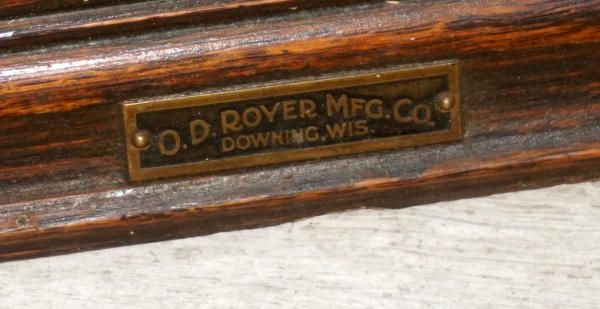 O.D. ROYER MFG. CO.
DOWNING, WIS.